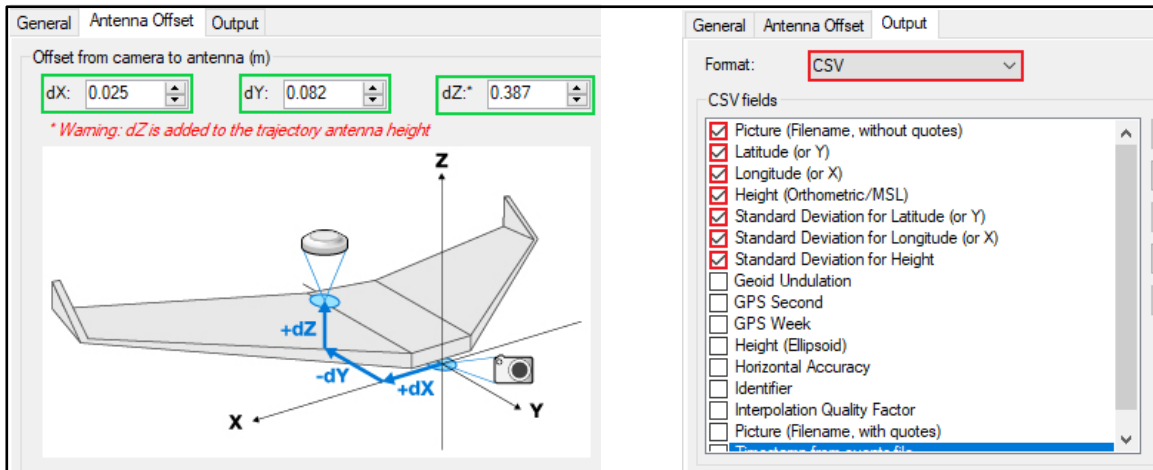 General Antenna Offset Output
Offset from camera to antenna (m)
dX: 0.025 dY: 0.082 dZ:* 0.387
* Warning: dZ is added to the trajectory antenna height
Z
+dZ
-dY
+dX
X
Y
General Antenna Offset Output
Format: CSV
CSV fields
Picture (Filename, without quotes)
Latitude (or Y)
Longitude (or X)
Height (Orthometric/MSL)
Standard Deviation for Latitude (or Y)
Standard Deviation for Longitude (or X)
Standard Deviation for Height
Geoid Undulation
GPS Second
GPS Week
Height (Ellipsoid)
Horizontal Accuracy
Identifier
Interpolation Quality Factor
Picture (Filename, with quotes)
Timestamp from events file